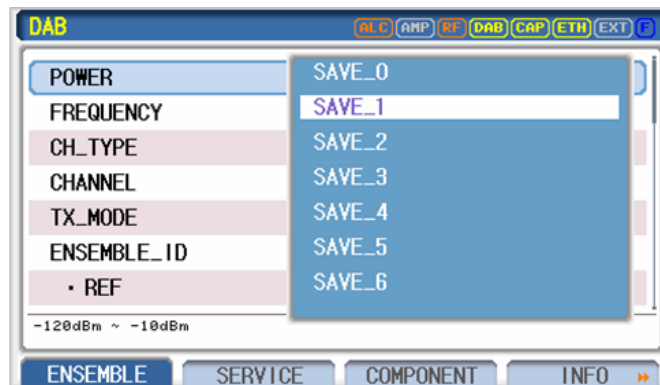 DAB ALC AMP RF DAB CAP ETH EXT F
POWER
FREQUENCY
CH_TYPE
CHANNEL
TX_MODE
ENSEMBLE_ID
· REF
SAVE_0
SAVE_1
SAVE_2
SAVE_3
SAVE_4
SAVE_5
SAVE_6
-120dBm ~ -10dBm
ENSEMBLE SERVICE COMPONENT INFO